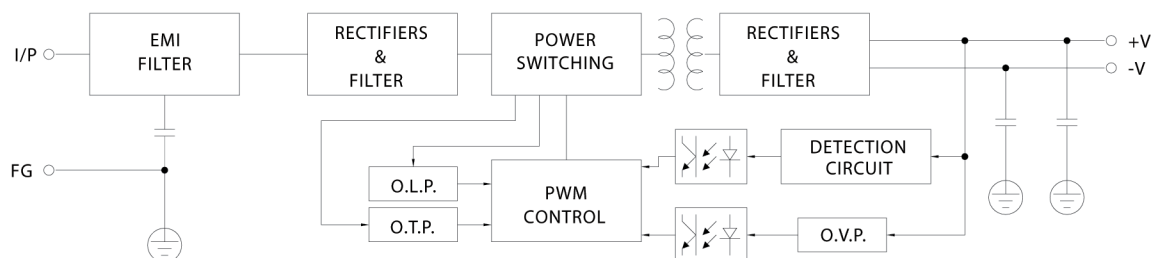 I/P
EMI
FILTER
RECTIFIERS
&
FILTER
POWER
SWITCHING
RECTIFIERS
&
FILTER
+V
-V
FG
O.L.P.
O.T.P.
PWM
CONTROL
DETECTION
CIRCUIT
O.V.P.